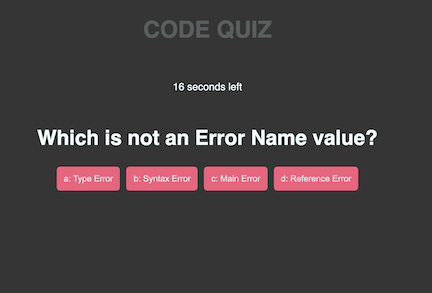 CODE QUIZ
16 seconds left
Which is not an Error Name value?
a: Type Error b: Syntax Error c: Main Error d: Reference Error